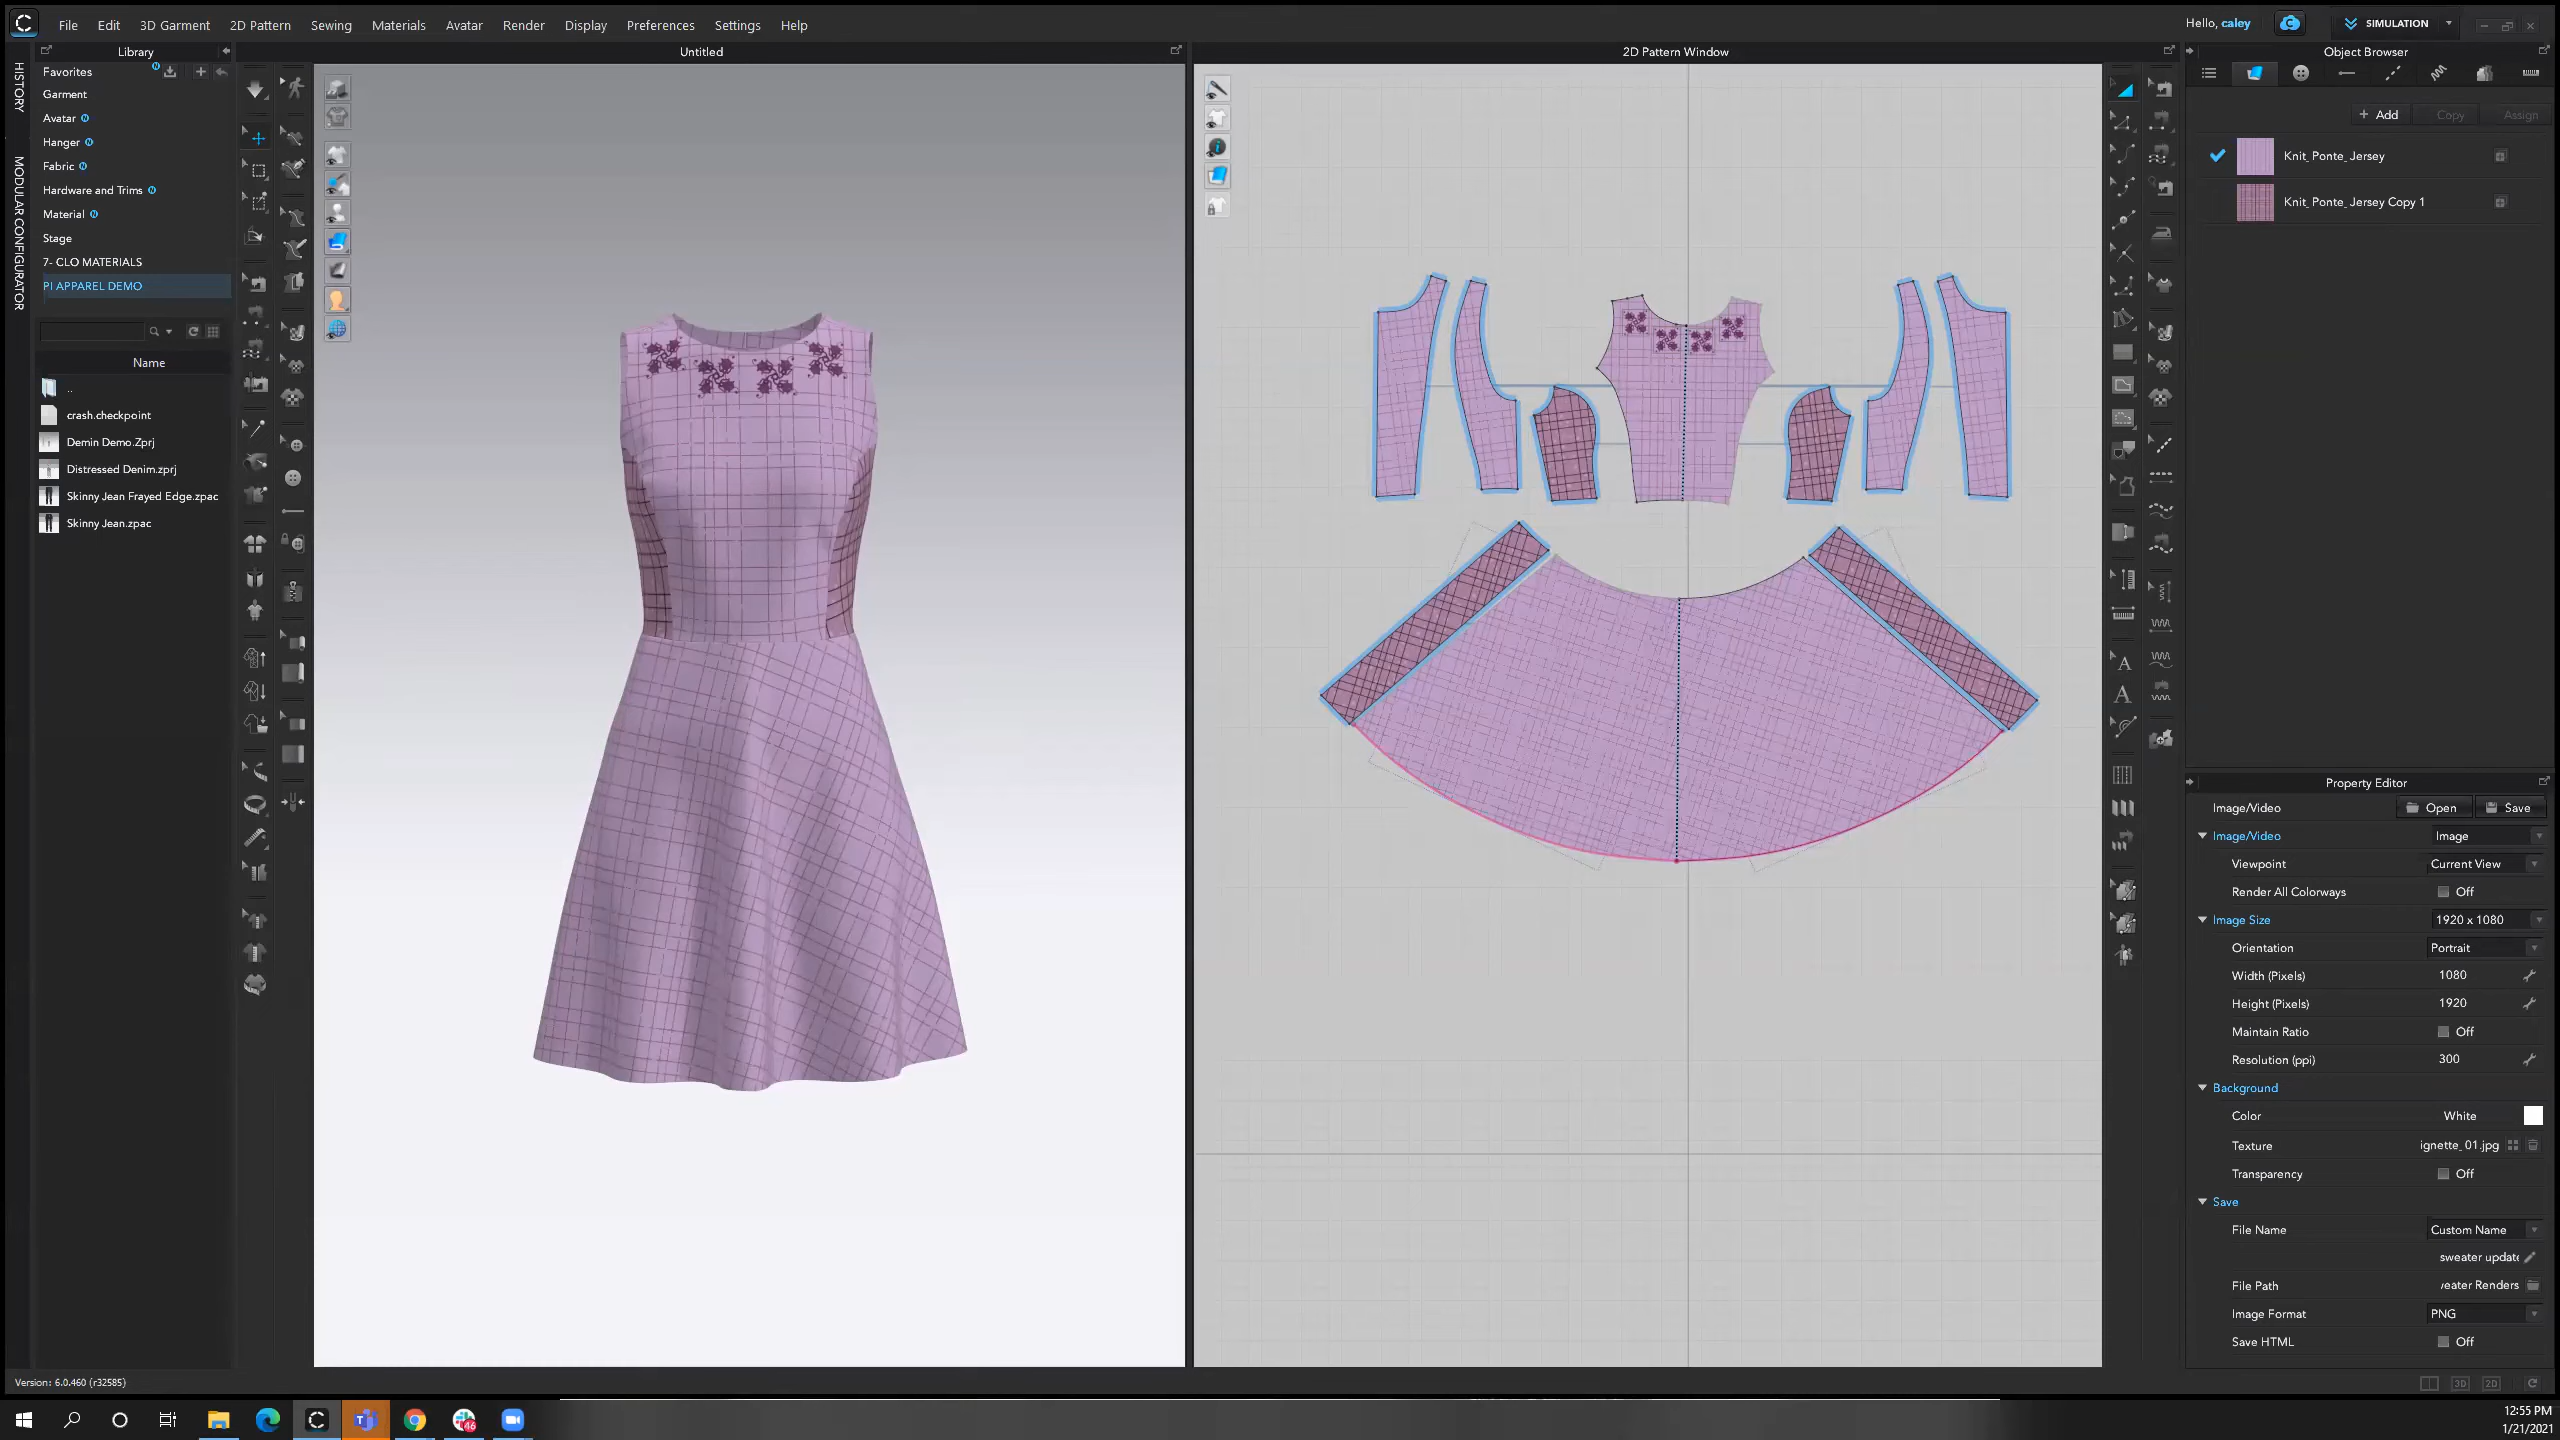 File Edit 3D Garment 2D Pattern Sewing Materials Avatar Render Display Preferences Settings Help
Hello, caley
SIMULATION
Library
Untitled
2D Pattern Window
Object Browser
HISTORY
MODULAR CONFIGURATOR
Favorites
Garment
Avatar
Hanger
Fabric
Hardware and Trims
Material
Stage
7- CLO MATERIALS
PI APPAREL DEMO
Name
..
crash.checkpoint
Demin Demo.Zprj
Distressed Denim.zprj
Skinny Jean Frayed Edge.zpac
Skinny Jean.zpac
+ Add Copy Assign
Knit_Ponte_Jersey
Knit_Ponte_Jersey Copy 1
Property Editor
Image/Video Open Save
Image/Video Image
Viewpoint Current View
Render All Colorways Off
Image Size 1920 x 1080
Orientation Portrait
Width (Pixels) 1080
Height (Pixels) 1920
Maintain Ratio Off
Resolution (ppi) 300
Background
Color White
Texture ignette_01.jpg
Transparency Off
Save
File Name Custom Name
sweater update
File Path eater Renders
Image Format PNG
Save HTML Off
Version: 6.0.460 (r32585)
3D 2D
46
12:55 PM
1/21/2021